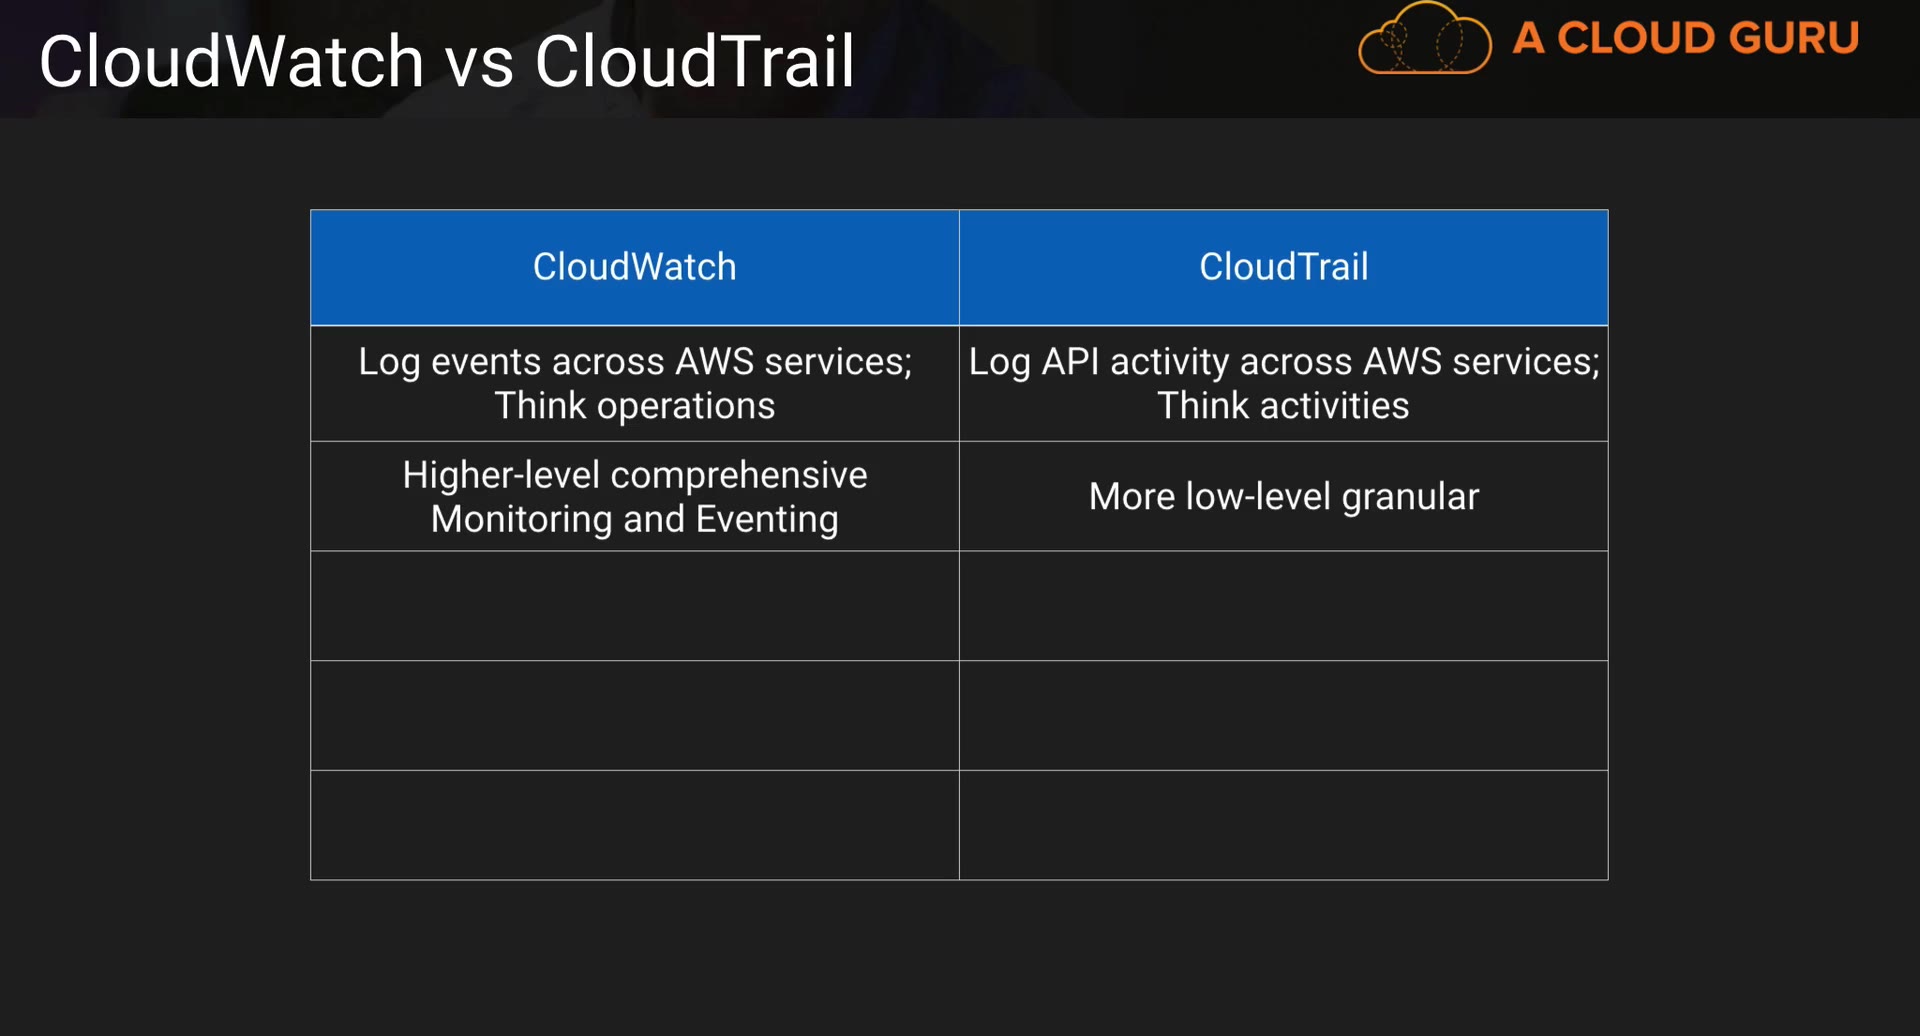 CloudWatch vs CloudTrail
A CLOUD GURU
CloudWatch
CloudTrail
Log events across AWS services;
Think operations
Log API activity across AWS services;
Think activities
Higher-level comprehensive
Monitoring and Eventing
More low-level granular